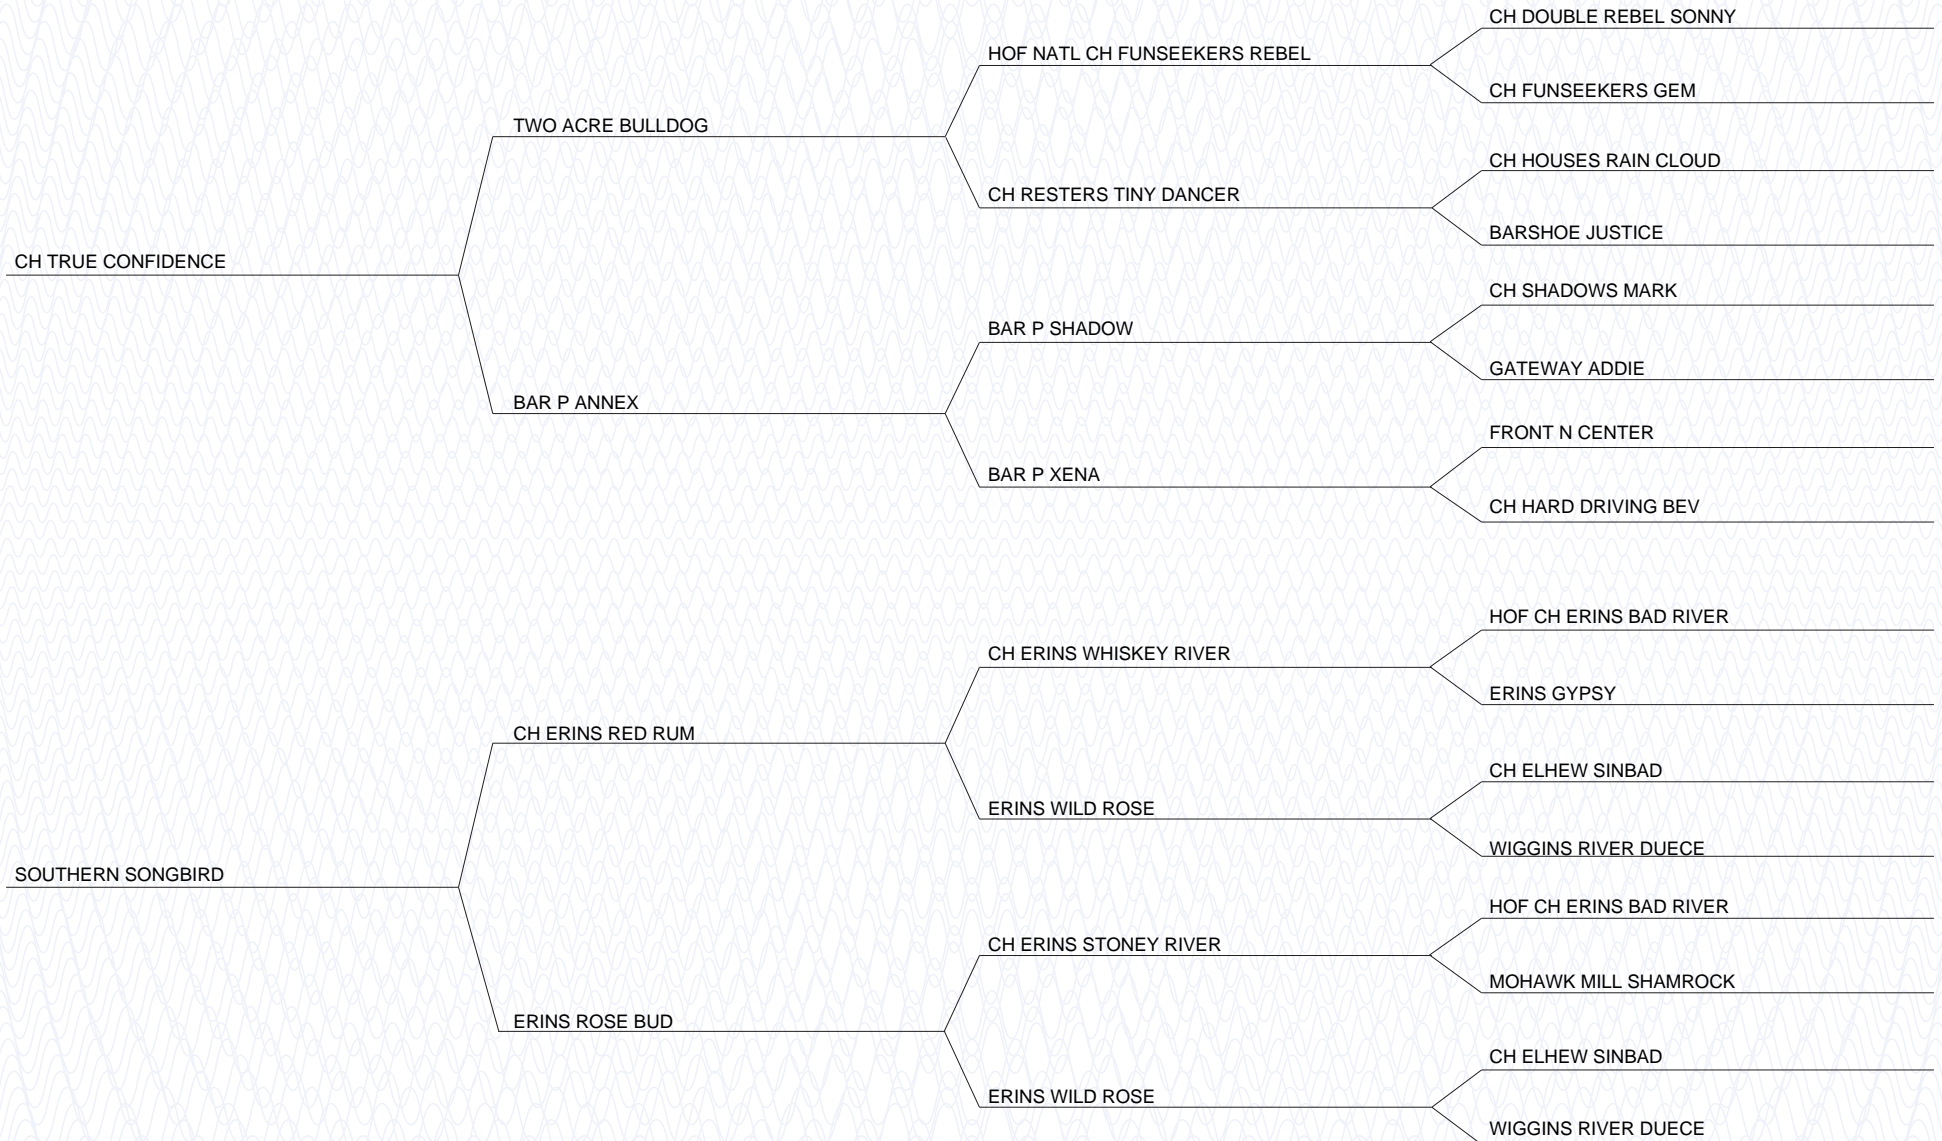 CH DOUBLE REBEL SONNY
HOF NATL CH FUNSEEKERS REBEL
CH FUNSEEKERS GEM
TWO ACRE BULLDOG
CH HOUSES RAIN CLOUD
CH RESTERS TINY DANCER
BARSHOE JUSTICE
CH TRUE CONFIDENCE
CH SHADOWS MARK
BAR P SHADOW
GATEWAY ADDIE
BAR P ANNEX
FRONT N CENTER
BAR P XENA
CH HARD DRIVING BEV
HOF CH ERINS BAD RIVER
CH ERINS WHISKEY RIVER
ERINS GYPSY
CH ERINS RED RUM
CH ELHEW SINBAD
ERINS WILD ROSE
WIGGINS RIVER DUECE
SOUTHERN SONGBIRD
HOF CH ERINS BAD RIVER
CH ERINS STONEY RIVER
MOHAWK MILL SHAMROCK
ERINS ROSE BUD
CH ELHEW SINBAD
ERINS WILD ROSE
WIGGINS RIVER DUECE